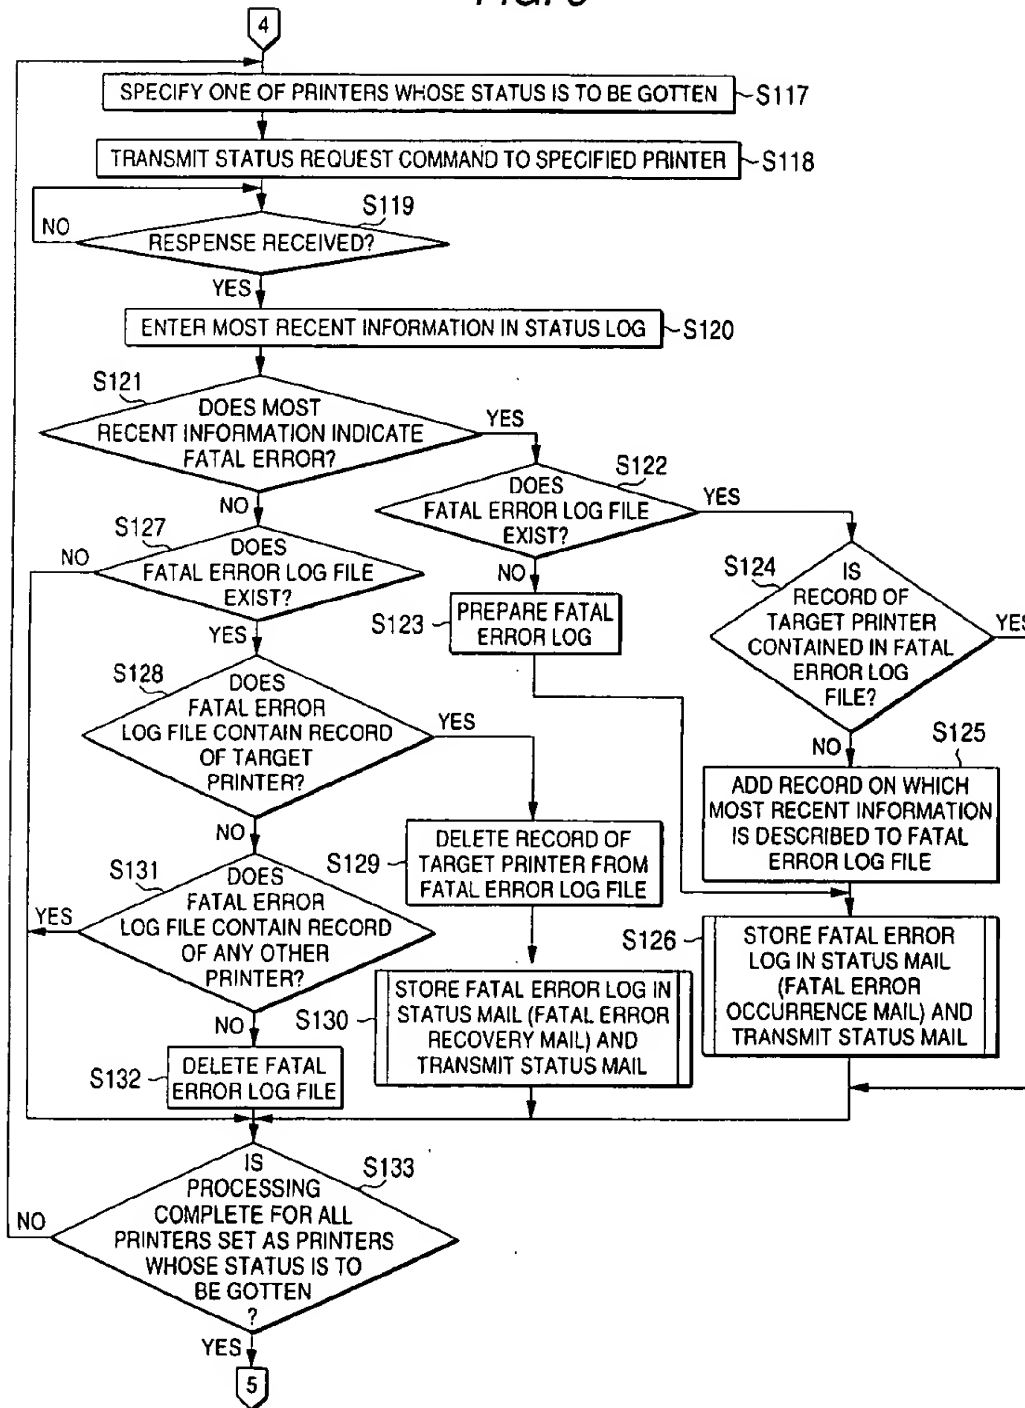 4
SPECIFY ONE OF PRINTERS WHOSE STATUS IS TO BE GOTTEN
S117
TRANSMIT STATUS REQUEST COMMAND TO SPECIFIED PRINTER
S118
S119
NO
RESPENSE RECEIVED?
YES
ENTER MOST RECENT INFORMATION IN STATUS LOG
S120
S121
DOES MOST
RECENT INFORMATION INDICATE
FATAL ERROR?
YES
NO
S122
DOES
FATAL ERROR LOG FILE
EXIST?
YES
NO
S127
NO
DOES
FATAL ERROR LOG FILE
EXIST?
YES
S123
PREPARE FATAL
ERROR LOG
S124
IS
RECORD OF
TARGET PRINTER
CONTAINED IN FATAL
ERROR LOG
FILE?
YES
NO
S128
DOES
FATAL ERROR
LOG FILE CONTAIN RECORD
OF TARGET
PRINTER?
YES
NO
S125
ADD RECORD ON WHICH
MOST RECENT INFORMATION
IS DESCRIBED TO FATAL
ERROR LOG FILE
S129
DELETE RECORD OF
TARGET PRINTER FROM
FATAL ERROR LOG FILE
S131
DOES
FATAL ERROR
LOG FILE CONTAIN RECORD
OF ANY OTHER
PRINTER?
YES
NO
S126
STORE FATAL ERROR
LOG IN STATUS MAIL
(FATAL ERROR
OCCURRENCE MAIL) AND
TRANSMIT STATUS MAIL
S130
STORE FATAL ERROR LOG IN
STATUS MAIL (FATAL ERROR
RECOVERY MAIL) AND
TRANSMIT STATUS MAIL
S132
DELETE FATAL
ERROR LOG FILE
S133
IS
PROCESSING
COMPLETE FOR ALL
PRINTERS SET AS PRINTERS
WHOSE STATUS IS TO
BE GOTTEN
?
NO
YES
5